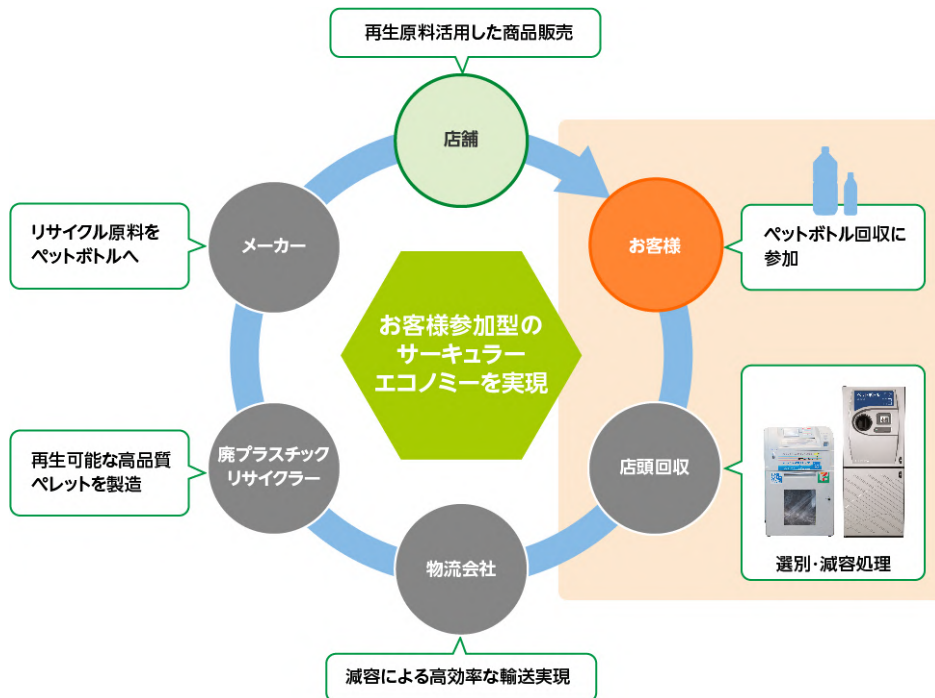 再生原料活用した商品販売
店舗
お客様
ペットボトル回収に
参加
店頭回収
選別・減容処理
物流会社
減容による高効率な輸送実現
廃プラスチック
リサイクラー
再生可能な高品質
ペレットを製造
メーカー
リサイクル原料を
ペットボトルへ
お客様参加型の
サーキュラー
エコノミーを実現